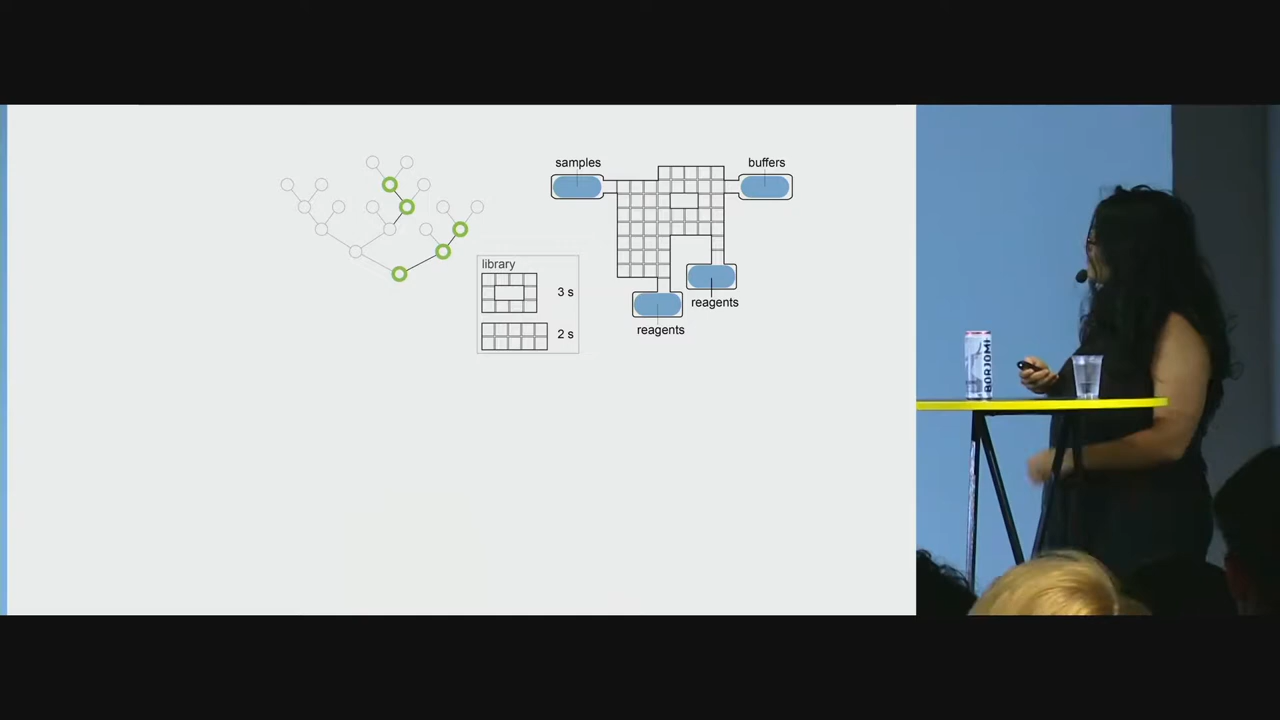 samples
buffers
library
3 s
2 s
reagents
reagents
BORJOMI